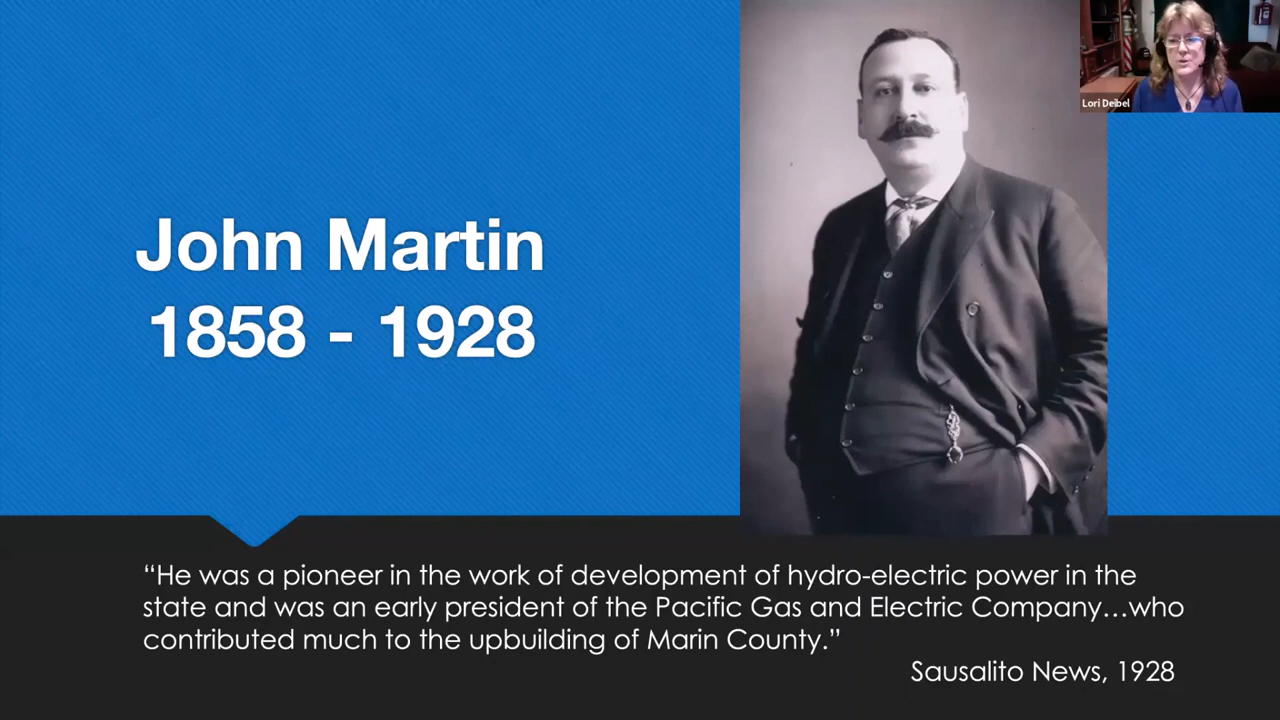 Lori Deibel
John Martin
1858 - 1928
“He was a pioneer in the work of development of hydro-electric power in the
state and was an early president of the Pacific Gas and Electric Company…who
contributed much to the upbuilding of Marin County.”
Sausalito News, 1928